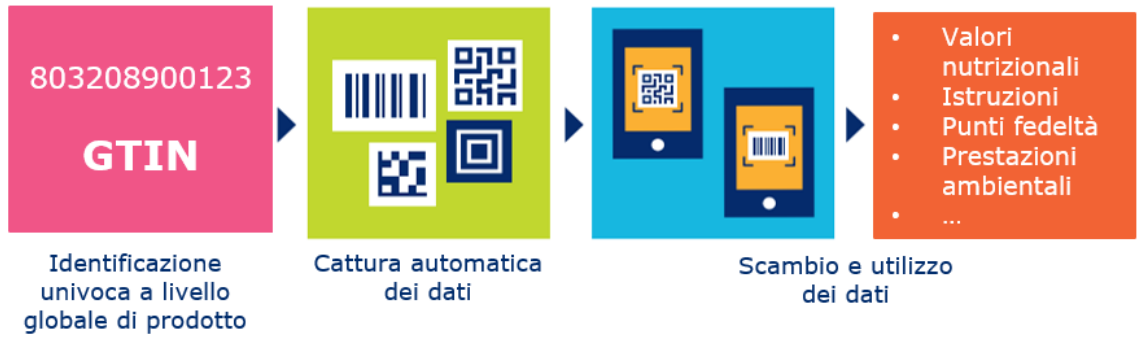 803208900123
GTIN
Identificazione
univoca a livello
globale di prodotto
Cattura automatica
dei dati
• Valori
nutrizionali
• Istruzioni
• Punti fedeltà
• Prestazioni
ambientali
• ...
Scambio e utilizzo
dei dati